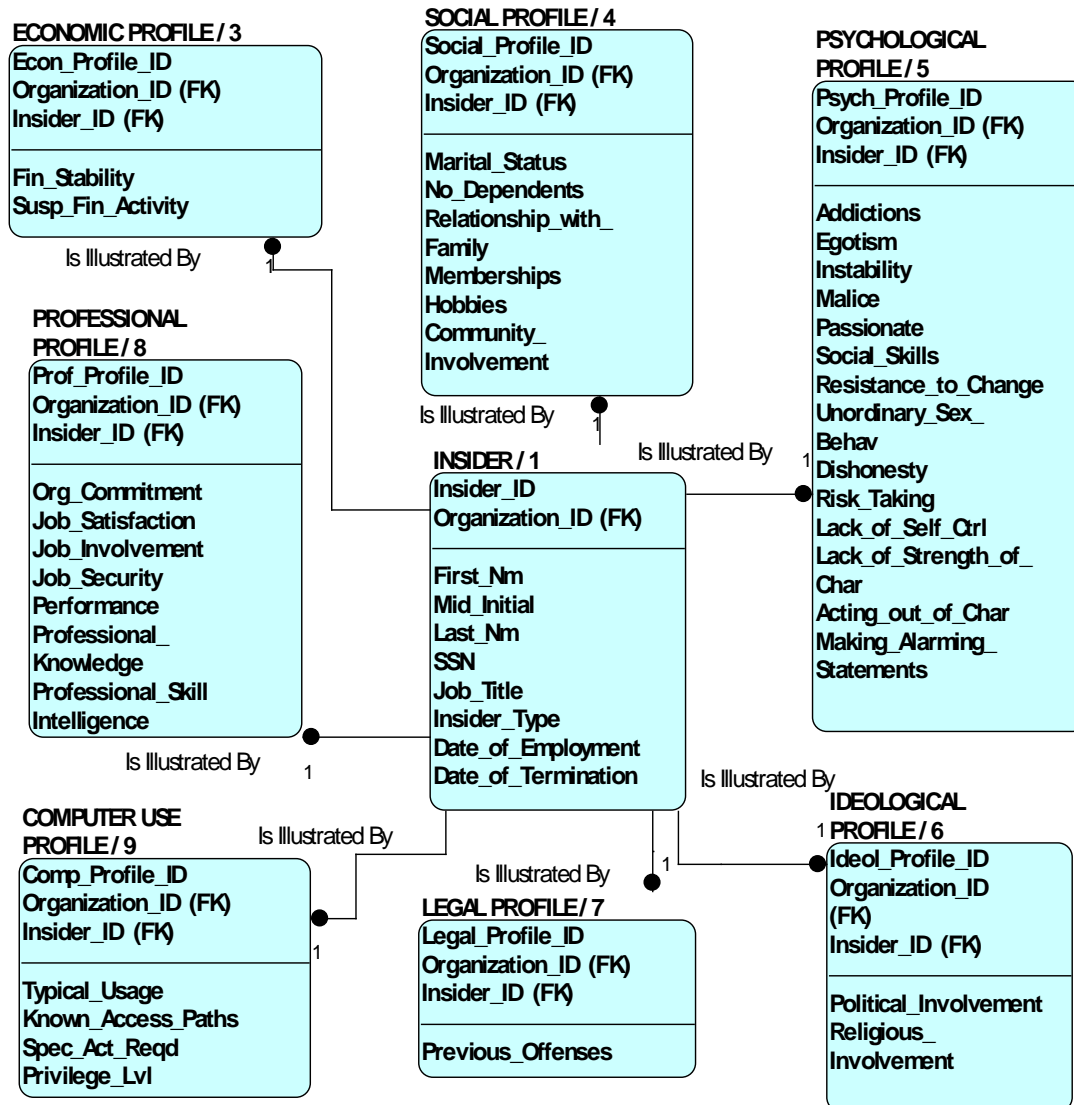 ECONOMIC PROFILE / 3
Econ_Profile_ID
Organization_ID (FK)
Insider_ID (FK)
Fin_Stability
Susp_Fin_Activity
Is Illustrated By
1
SOCIAL PROFILE / 4
Social_Profile_ID
Organization_ID (FK)
Insider_ID (FK)
Marital_Status
No_Dependents
Relationship_with_
Family
Memberships
Hobbies
Community_
Involvement
Is Illustrated By
1
PSYCHOLOGICAL
PROFILE / 5
Psych_Profile_ID
Organization_ID (FK)
Insider_ID (FK)
Addictions
Egotism
Instability
Malice
Passionate
Social_Skills
Resistance_to_Change
Unordinary_Sex_
Behav
Dishonesty
Risk_Taking
Lack_of_Self_Ctrl
Lack_of_Strength_of_
Char
Acting_out_of_Char
Making_Alarming_
Statements
Is Illustrated By
1
PROFESSIONAL
PROFILE / 8
Prof_Profile_ID
Organization_ID (FK)
Insider_ID (FK)
Org_Commitment
Job_Satisfaction
Job_Involvement
Job_Security
Performance
Professional_
Knowledge
Professional_Skill
Intelligence
Is Illustrated By
1
INSIDER / 1
Insider_ID
Organization_ID (FK)
First_Nm
Mid_Initial
Last_Nm
SSN
Job_Title
Insider_Type
Date_of_Employment
Date_of_Termination
COMPUTER USE
PROFILE / 9
Comp_Profile_ID
Organization_ID (FK)
Insider_ID (FK)
Typical_Usage
Known_Access_Paths
Spec_Act_Reqd
Privilege_Lvl
Is Illustrated By
1
Is Illustrated By
1
LEGAL PROFILE / 7
Legal_Profile_ID
Organization_ID (FK)
Insider_ID (FK)
Previous_Offenses
Is Illustrated By
1
IDEOLOGICAL
PROFILE / 6
Ideol_Profile_ID
Organization_ID
(FK)
Insider_ID (FK)
Political_Involvement
Religious_
Involvement